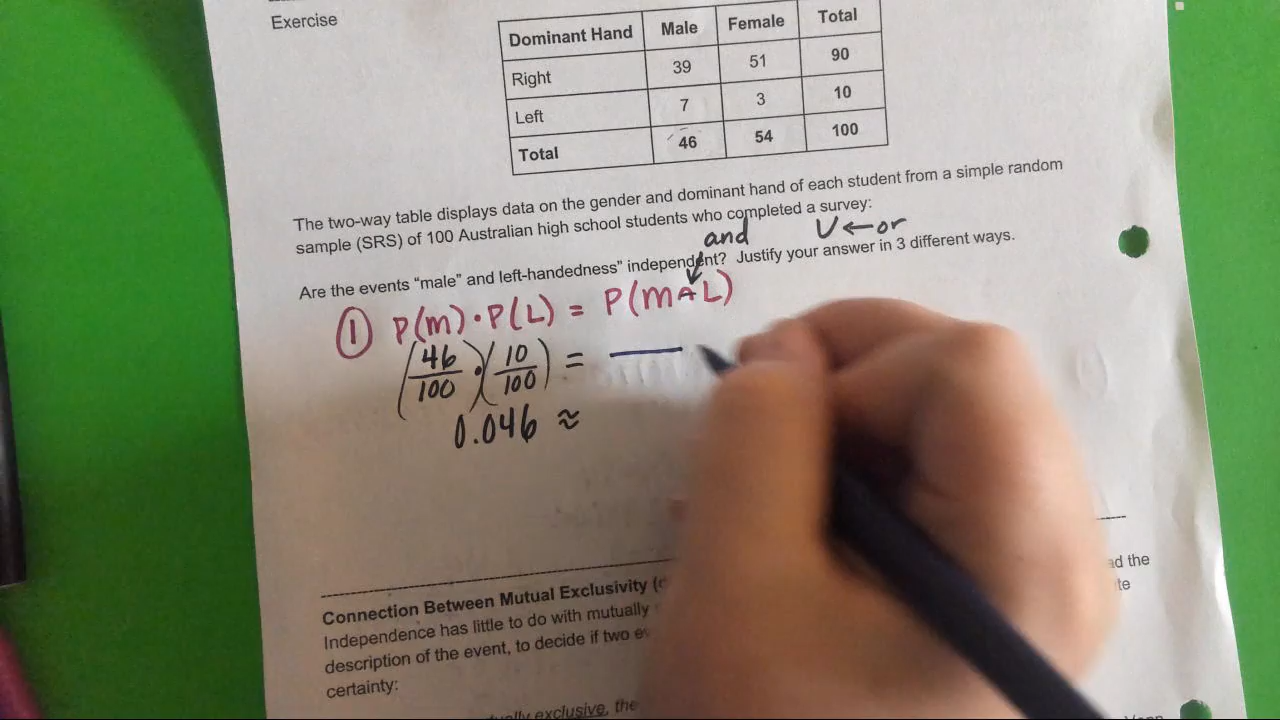 Exercise
Dominant Hand Male Female Total
Right 39 51 90
Left 7 3 10
Total 46 54 100
The two-way table displays data on the gender and dominant hand of each student from a simple random
sample (SRS) of 100 Australian high school students who completed a survey:
and U ← or
Are the events “male” and left-handedness” independent? Justify your answer in 3 different ways.
① P(M) · P(L) = P(M ∩ L)
(46/100) · (10/100) =
0.046 ≈
Connection Between Mutual Exclusivity
Independence has little to do with mutually
description of the event, to decide if two
certainty:
exclusive, the
the